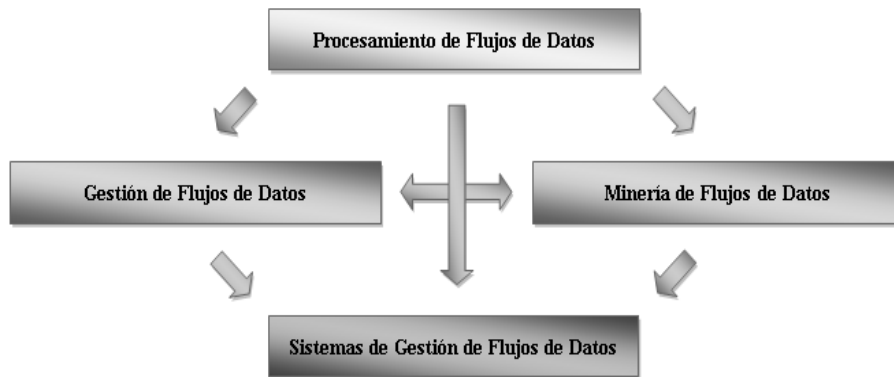 Procesamiento de Flujos de Datos
Gestión de Flujos de Datos
Minería de Flujos de Datos
Sistemas de Gestión de Flujos de Datos